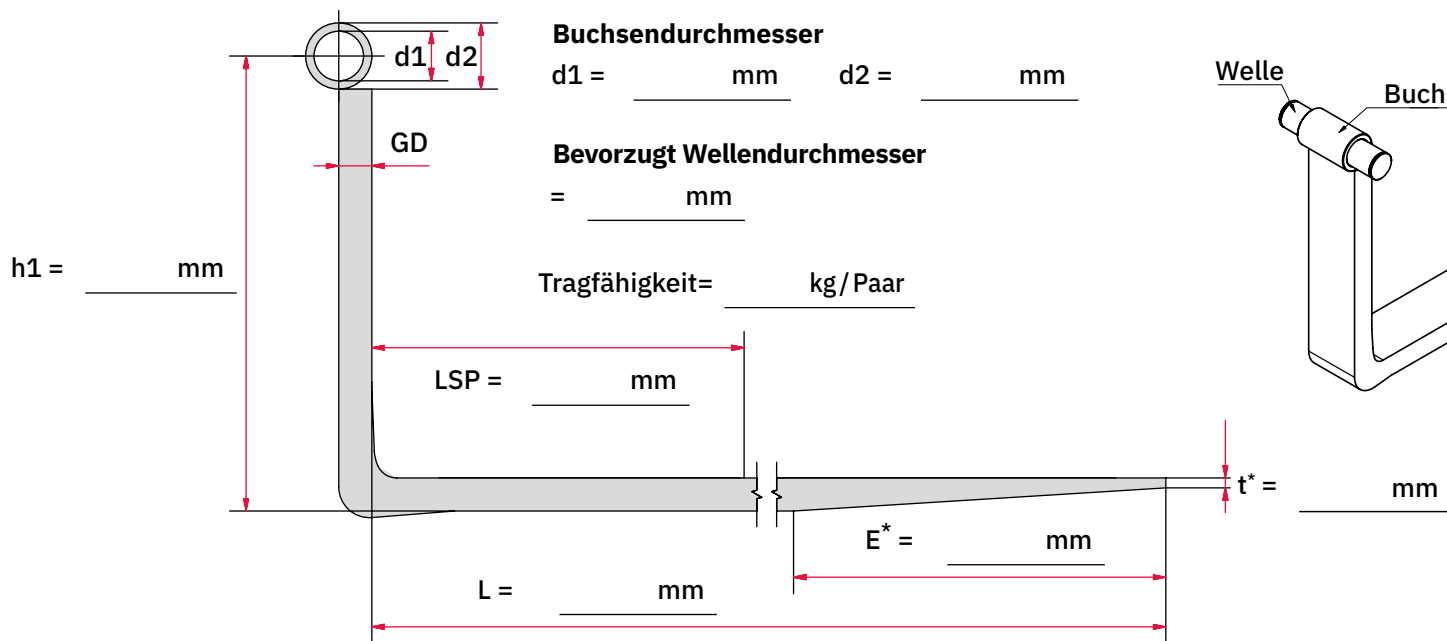 Buchsendurchmesser
d1 d2
d1 = mm d2 = mm
Welle
Buch
GD
Bevorzugt Wellendurchmesser
= mm
h1 = mm
Tragfähigkeit= kg/Paar
LSP = mm
t* = mm
E* = mm
L = mm